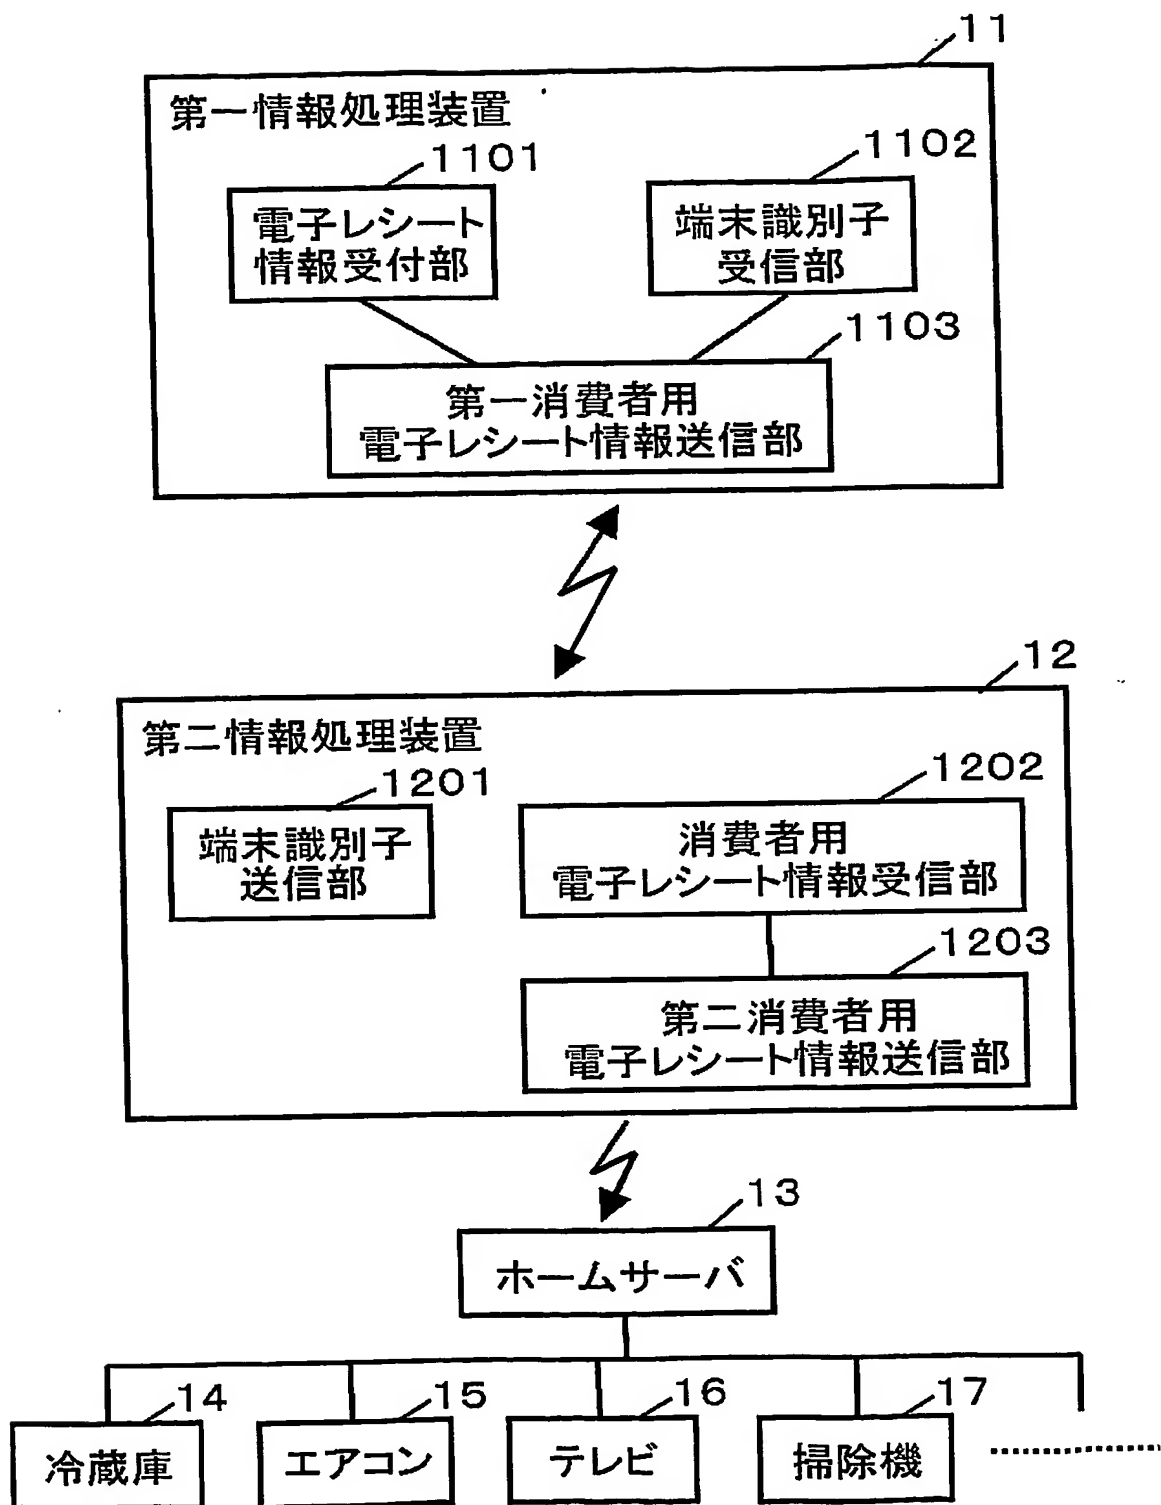 11
第一情報処理装置
1101
1102
電子レシート
情報受付部
端末識別子
受信部
1103
第一消費者用
電子レシート情報送信部
12
第二情報処理装置
1201
1202
端末識別子
送信部
消費者用
電子レシート情報受信部
1203
第二消費者用
電子レシート情報送信部
13
ホームサーバ
14
15
16
17
冷蔵庫
エアコン
テレビ
掃除機